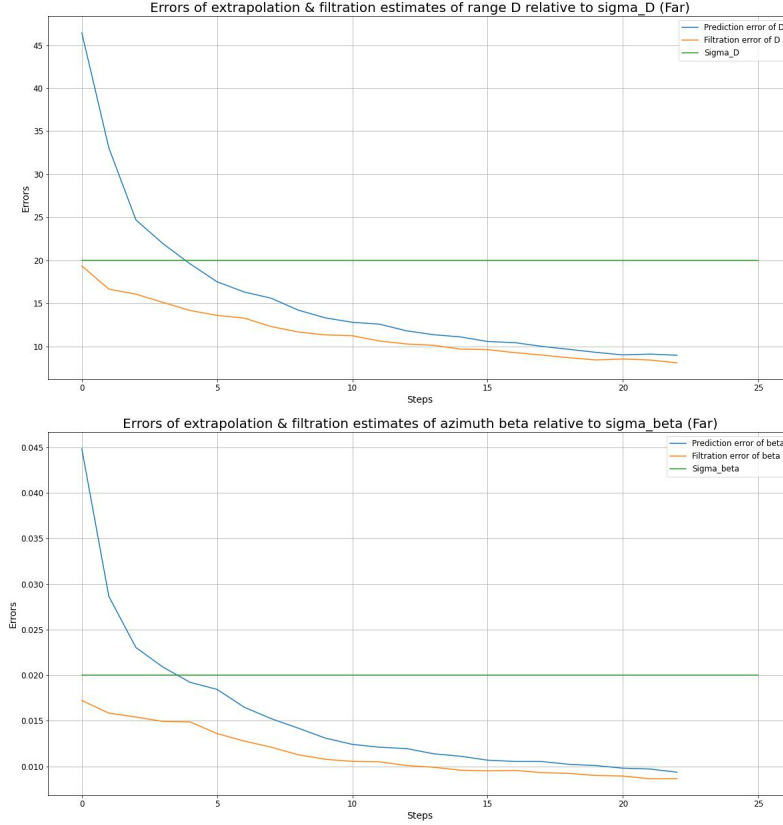 Errors of extrapolation & filtration estimates of range D relative to sigma_D (Far)
Prediction error of D
Filtration error of D
Sigma_D
45
40
35
30
25
20
15
10
Errors
0 5 10 15 20 25
Steps
Errors of extrapolation & filtration estimates of azimuth beta relative to sigma_beta (Far)
Prediction error of beta
Filtration error of beta
Sigma_beta
0.045
0.040
0.035
0.030
0.025
0.020
0.015
0.010
Errors
0 5 10 15 20 25
Steps